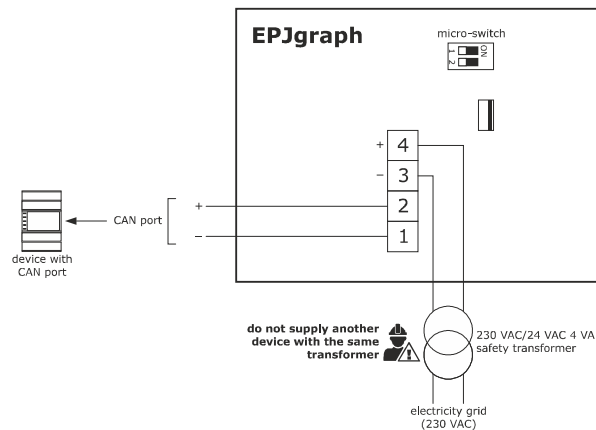 EPJgraph
micro-switch
ON
1 2
+ 4
– 3
+ 2
CAN port
– 1
device with
CAN port
do not supply another
device with the same
transformer
230 VAC/24 VAC 4 VA
safety transformer
electricity grid
(230 VAC)